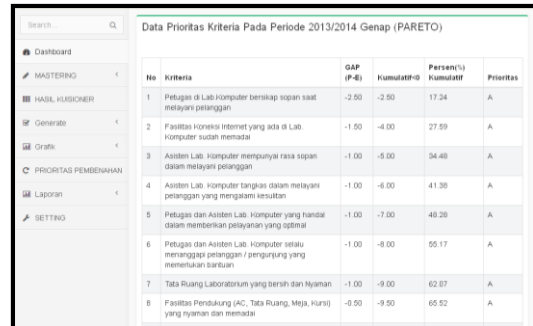 Search...
Dashboard
MASTERING
HASIL KUISIONER
Generate
Grafik
PRIORITAS PEMBENAHAN
Laporan
SETTING
Data Prioritas Kriteria Pada Periode 2013/2014 Genap (PARETO)
No Kriteria GAP (P-E) Kumulatif<0 Persen(%) Kumulatif Prioritas
1 Petugas di Lab.Komputer bersikap sopan saat -2.50 -2.50 17.24 A
melayani pelanggan
2 Fasilitas Koneksi Internet yang ada di Lab. -1.50 -4.00 27.59 A
Komputer sudah memadai
3 Asisten Lab. Komputer mempunyai rasa sopan -1.00 -5.00 34.48 A
dalam melayani pelanggan
4 Asisten Lab. Komputer tangkas dalam melayani -1.00 -6.00 41.38 A
pelanggan yang mengalami kesulitan
5 Petugas dan Asisten Lab. Komputer yang handal -1.00 -7.00 48.28 A
dalam memberikan pelayanan yang optimal
6 Petugas dan Asisten Lab. Komputer selalu -1.00 -8.00 55.17 A
menanggapi pelanggan / pengunjung yang
memerlukan bantuan
7 Tata Ruang Laboratorium yang bersih dan Nyaman -1.00 -9.00 62.07 A
8 Fasilitas Pendukung (AC, Tata Ruang, Meja, Kursi) -0.50 -9.50 65.52 A
yang nyaman dan memadai